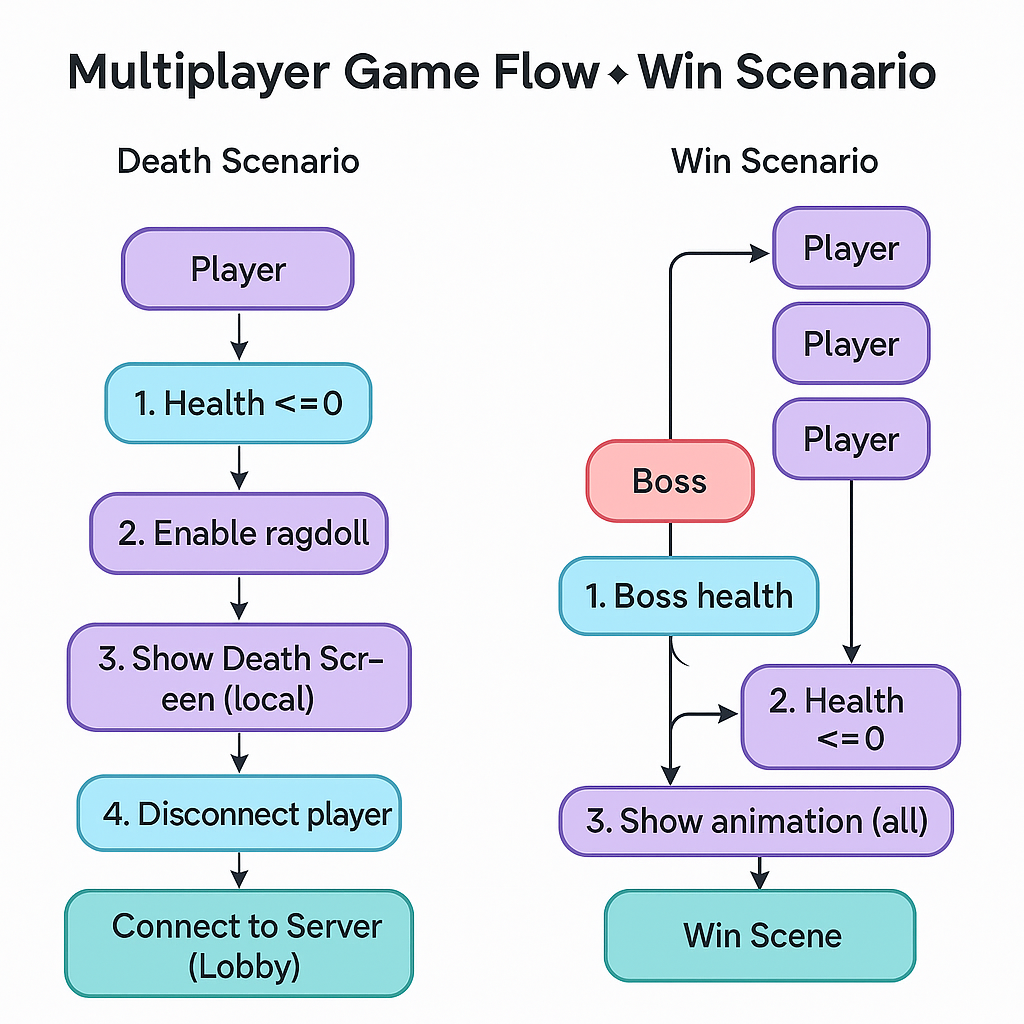 Multiplayer Game Flow ✦ Win Scenario
Death Scenario
Player
1. Health <=0
2. Enable ragdoll
3. Show Death Scr–
een (local)
4. Disconnect player
Connect to Server
(Lobby)
Win Scenario
Player
Player
Player
Boss
1. Boss health
2. Health
<=0
3. Show animation (all)
Win Scene